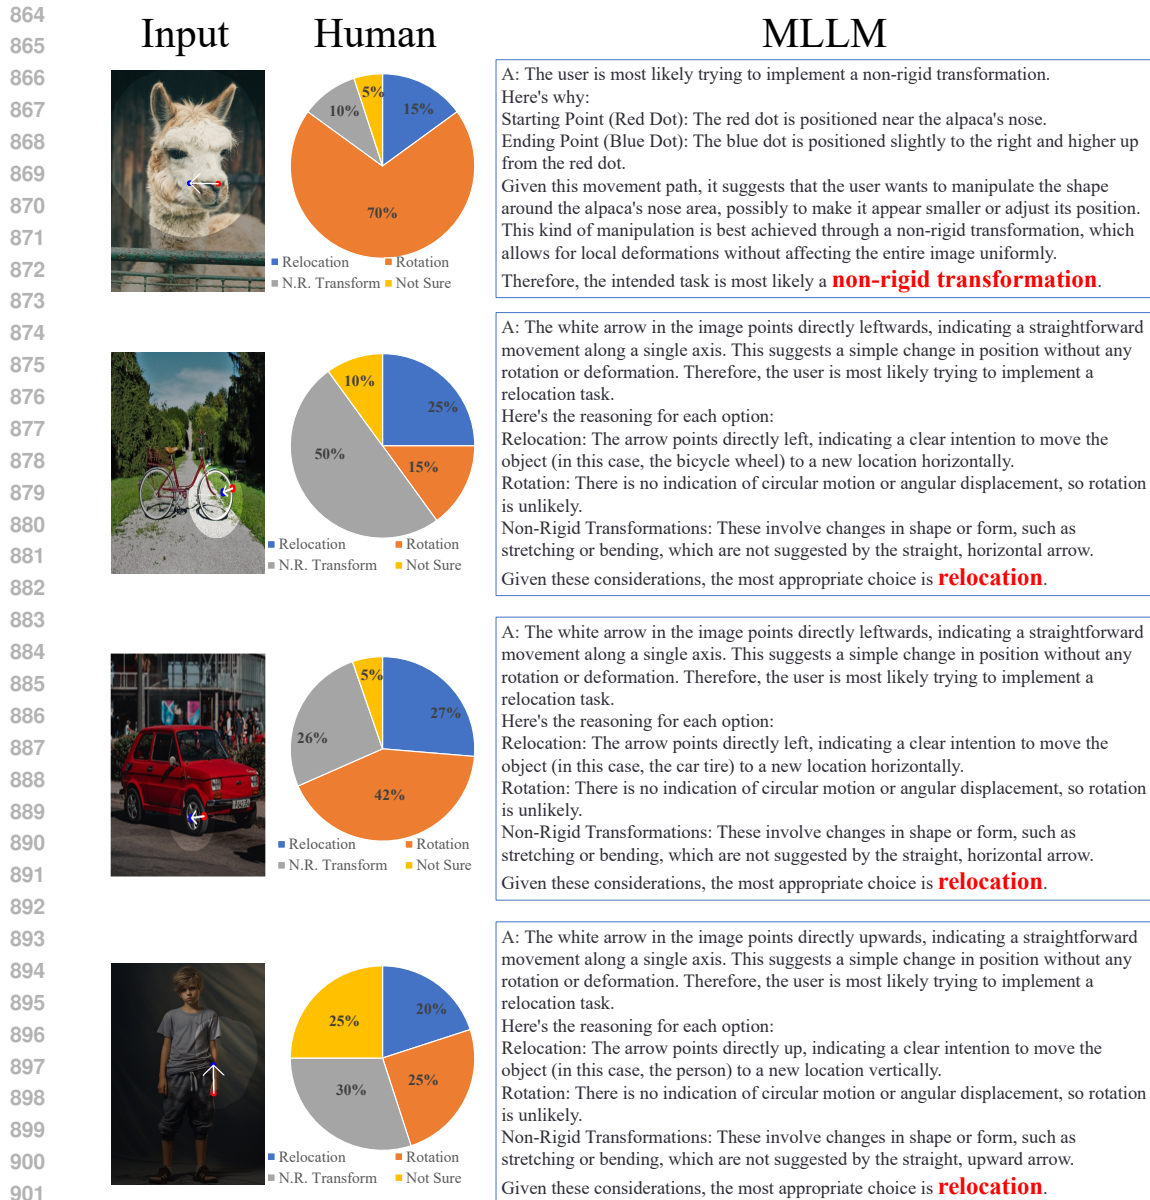 864
865
866
867
868
869
870
871
872
873
874
875
876
877
878
879
880
881
882
883
884
885
886
887
888
889
890
891
892
893
894
895
896
897
898
899
900
901
Input Human MLLM
5%
15%
10%
70%
Relocation Rotation
N.R. Transform Not Sure
A: The user is most likely trying to implement a non-rigid transformation.
Here's why:
Starting Point (Red Dot): The red dot is positioned near the alpaca's nose.
Ending Point (Blue Dot): The blue dot is positioned slightly to the right and higher up
from the red dot.
Given this movement path, it suggests that the user wants to manipulate the shape
around the alpaca's nose area, possibly to make it appear smaller or adjust its position.
This kind of manipulation is best achieved through a non-rigid transformation, which
allows for local deformations without affecting the entire image uniformly.
Therefore, the intended task is most likely a non-rigid transformation.
10%
25%
50%
15%
Relocation Rotation
N.R. Transform Not Sure
A: The white arrow in the image points directly leftwards, indicating a straightforward
movement along a single axis. This suggests a simple change in position without any
rotation or deformation. Therefore, the user is most likely trying to implement a
relocation task.
Here's the reasoning for each option:
Relocation: The arrow points directly left, indicating a clear intention to move the
object (in this case, the bicycle wheel) to a new location horizontally.
Rotation: There is no indication of circular motion or angular displacement, so rotation
is unlikely.
Non-Rigid Transformations: These involve changes in shape or form, such as
stretching or bending, which are not suggested by the straight, horizontal arrow.
Given these considerations, the most appropriate choice is relocation.
5%
27%
26%
42%
Relocation Rotation
N.R. Transform Not Sure
A: The white arrow in the image points directly leftwards, indicating a straightforward
movement along a single axis. This suggests a simple change in position without any
rotation or deformation. Therefore, the user is most likely trying to implement a
relocation task.
Here's the reasoning for each option:
Relocation: The arrow points directly left, indicating a clear intention to move the
object (in this case, the car tire) to a new location horizontally.
Rotation: There is no indication of circular motion or angular displacement, so rotation
is unlikely.
Non-Rigid Transformations: These involve changes in shape or form, such as
stretching or bending, which are not suggested by the straight, horizontal arrow.
Given these considerations, the most appropriate choice is relocation.
25%
20%
30%
25%
Relocation Rotation
N.R. Transform Not Sure
A: The white arrow in the image points directly upwards, indicating a straightforward
movement along a single axis. This suggests a simple change in position without any
rotation or deformation. Therefore, the user is most likely trying to implement a
relocation task.
Here's the reasoning for each option:
Relocation: The arrow points directly up, indicating a clear intention to move the
object (in this case, the person) to a new location vertically.
Rotation: There is no indication of circular motion or angular displacement, so rotation
is unlikely.
Non-Rigid Transformations: These involve changes in shape or form, such as
stretching or bending, which are not suggested by the straight, upward arrow.
Given these considerations, the most appropriate choice is relocation.